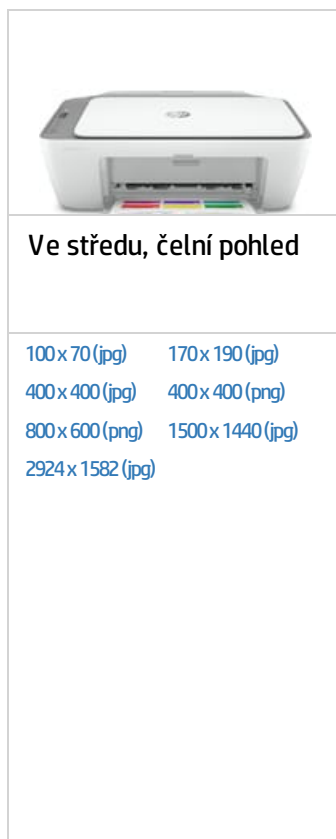 Ve středu, čelní pohled
100 x 70 (jpg) 170 x 190 (jpg)
400 x 400 (jpg) 400 x 400 (png)
800 x 600 (png) 1500 x 1440 (jpg)
2924 x 1582 (jpg)